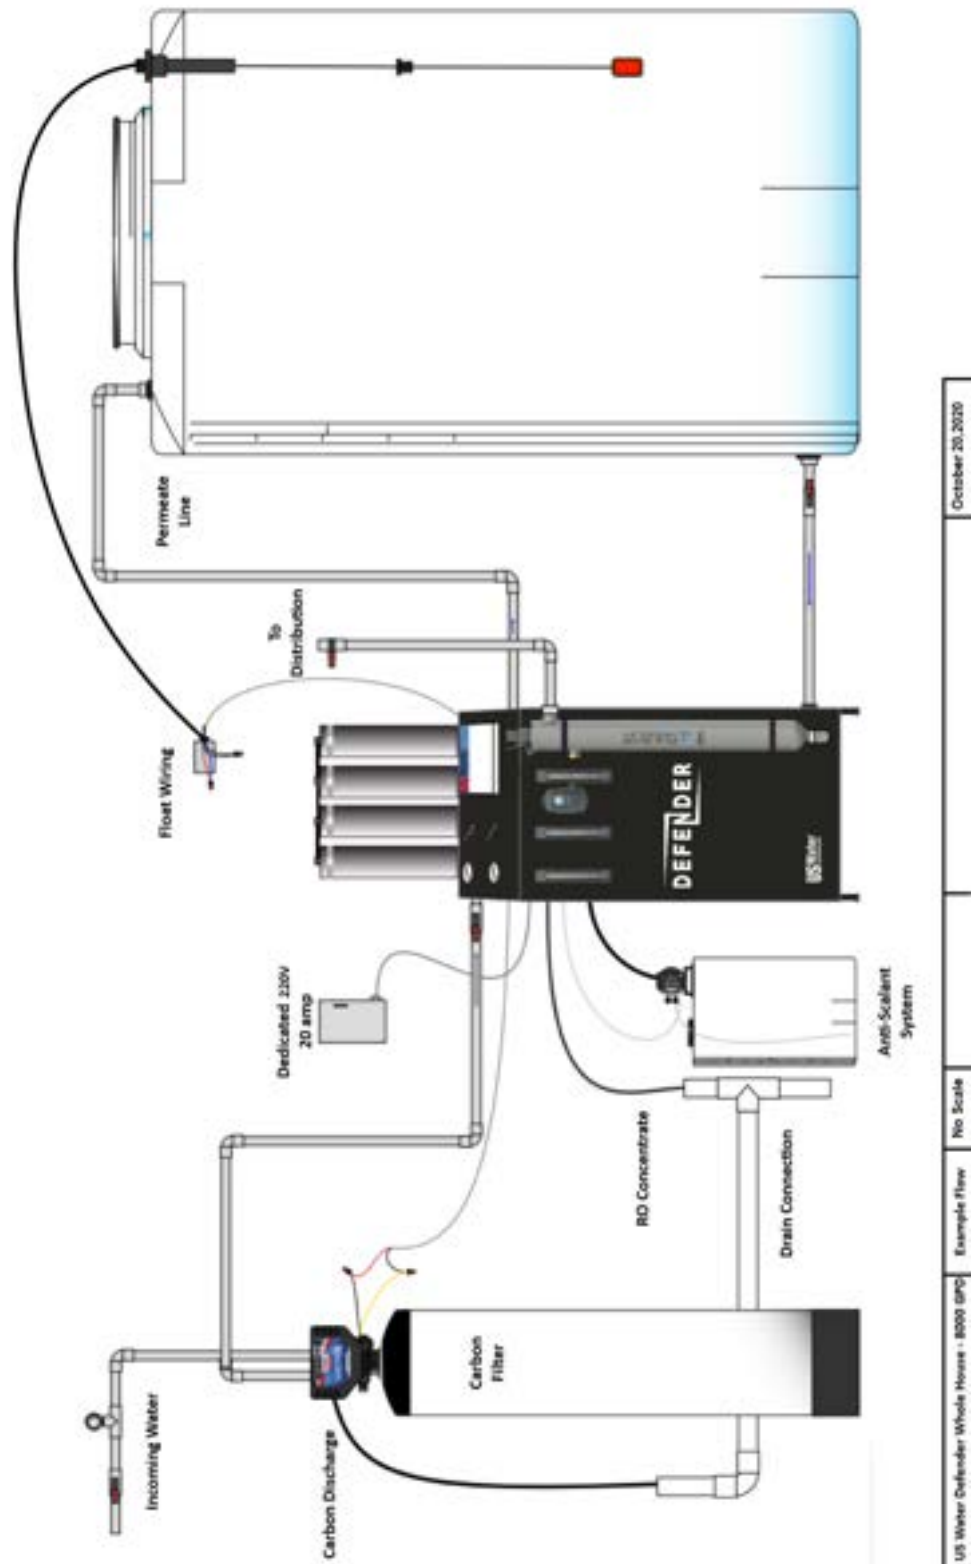 Incoming Water
Carbon Discharge
Carbon
Filter
Drain Connection
RO Concentrate
Dedicated 220V
20 amp
Anti-Scalant
System
DEFENDER
USWater
Float Wiring
To
Distribution
Permeate
Line
US Water Defender Whole House - 8000 GPD
Example Flow
No Scale
October 20,2020